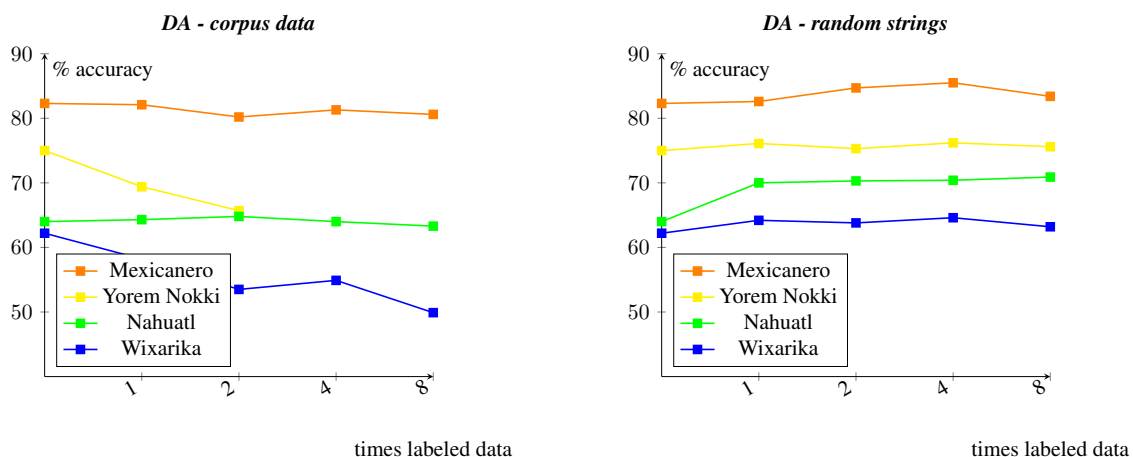 DA - corpus data
90
% accuracy
80
70
60
50
Mexicanero
Yorem Nokki
Nahuatl
Wixarika
1
2
4
8
times labeled data
DA - random strings
90
% accuracy
80
70
60
50
Mexicanero
Yorem Nokki
Nahuatl
Wixarika
1
2
4
8
times labeled data